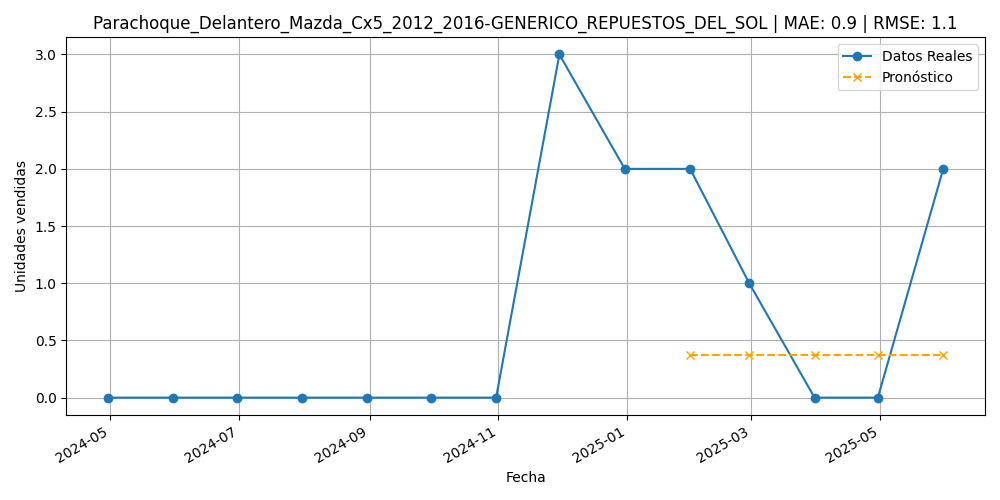 Parachoque_Delantero_Mazda_Cx5_2012_2016-GENERICO_REPUESTOS_DEL_SOL | MAE: 0.9 | RMSE: 1.1
Datos Reales
Pronóstico
Unidades vendidas
3.0
2.5
2.0
1.5
1.0
0.5
0.0
2024-05
2024-07
2024-09
2024-11
2025-01
2025-03
2025-05
Fecha